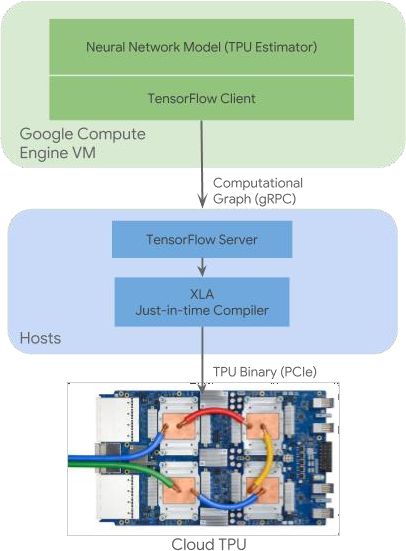 Neural Network Model (TPU Estimator)
TensorFlow Client
Google Compute
Engine VM
Computational
Graph (gRPC)
TensorFlow Server
XLA
Just-in-time Compiler
Hosts
TPU Binary (PCIe)
Cloud TPU